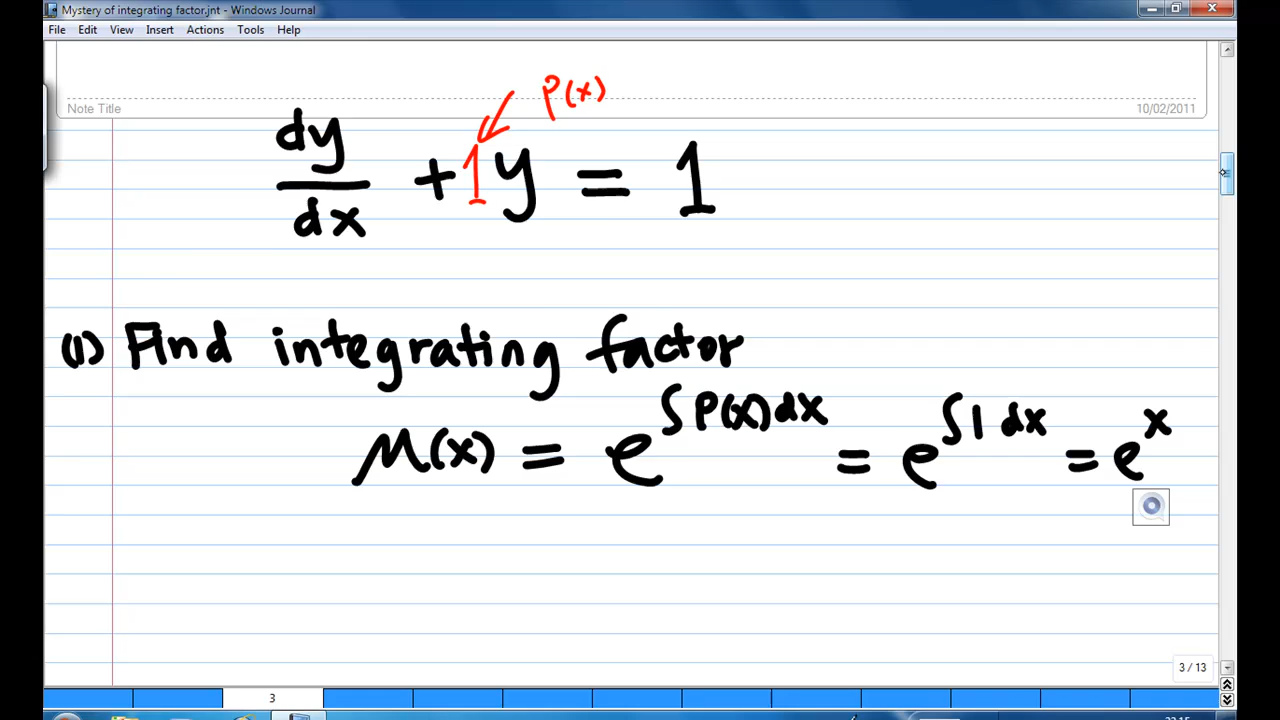 Mystery of integrating factor.jnt - Windows Journal
File Edit View Insert Actions Tools Help
Note Title
10/02/2011
P(x)
dy/dx + 1y = 1
(1) Find integrating factor
μ(x) = e^∫P(x)dx = e^∫1 dx = e^x
3 / 13
3